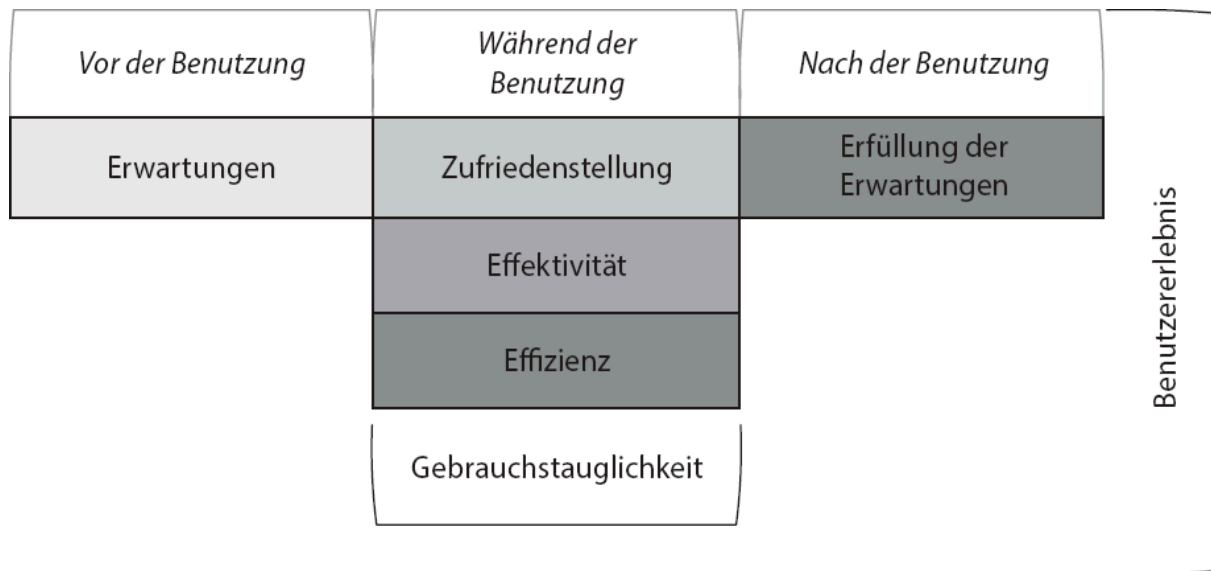 Vor der Benutzung
Während der
Benutzung
Nach der Benutzung
Erwartungen
Zufriedenstellung
Erfüllung der
Erwartungen
Effektivität
Effizienz
Gebrauchstauglichkeit
Benutzererlebnis